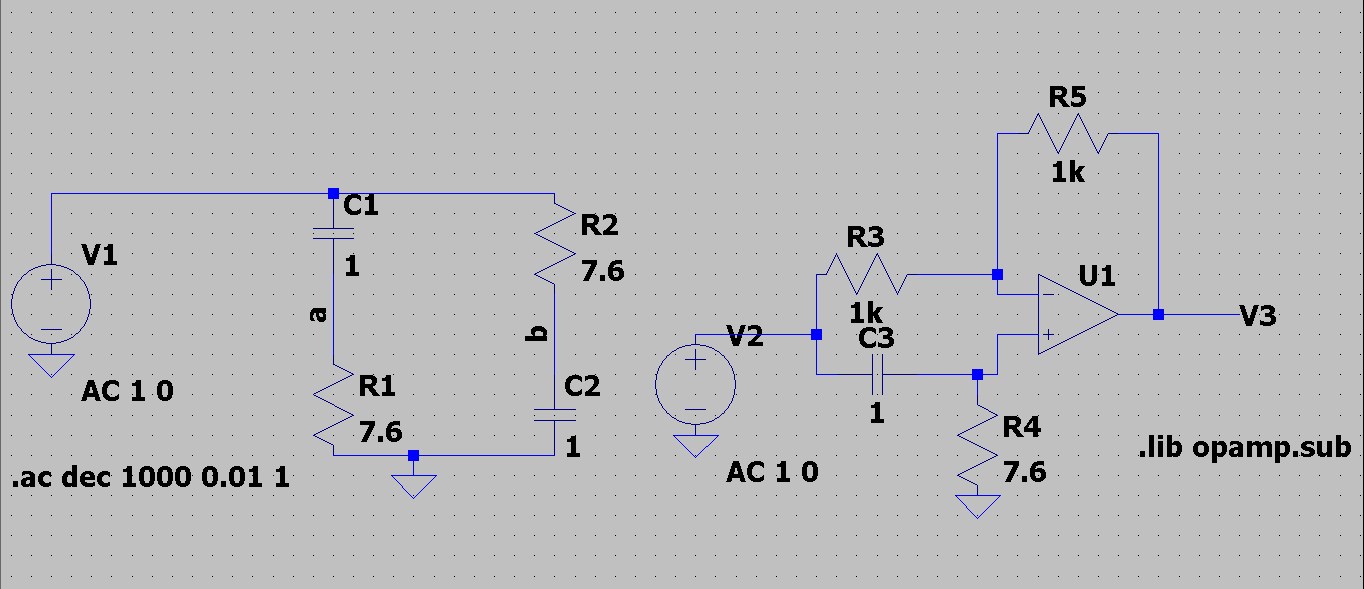 R5
1k
C1
R2
7.6
V1
1
a
b
R3
1k
C3
1
U1
V3
V2
AC 1 0
R1
7.6
C2
1
.ac dec 1000 0.01 1
AC 1 0
R4
7.6
.lib opamp.sub